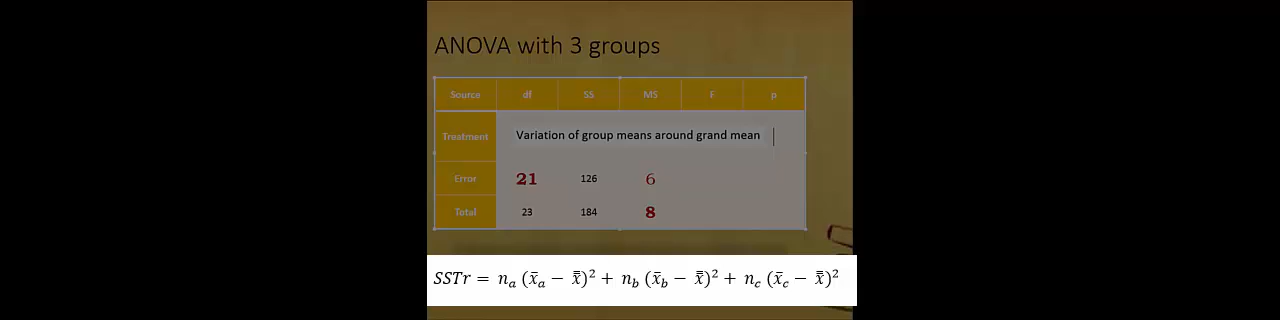 ANOVA with 3 groups
Source df SS MS F p
Treatment Variation of group means around grand mean
Error 21 126 6
Total 23 184 8
SSTr = nₐ (x̄ₐ − x̿)² + n_b (x̄_b − x̿)² + n_c (x̄_c − x̿)²